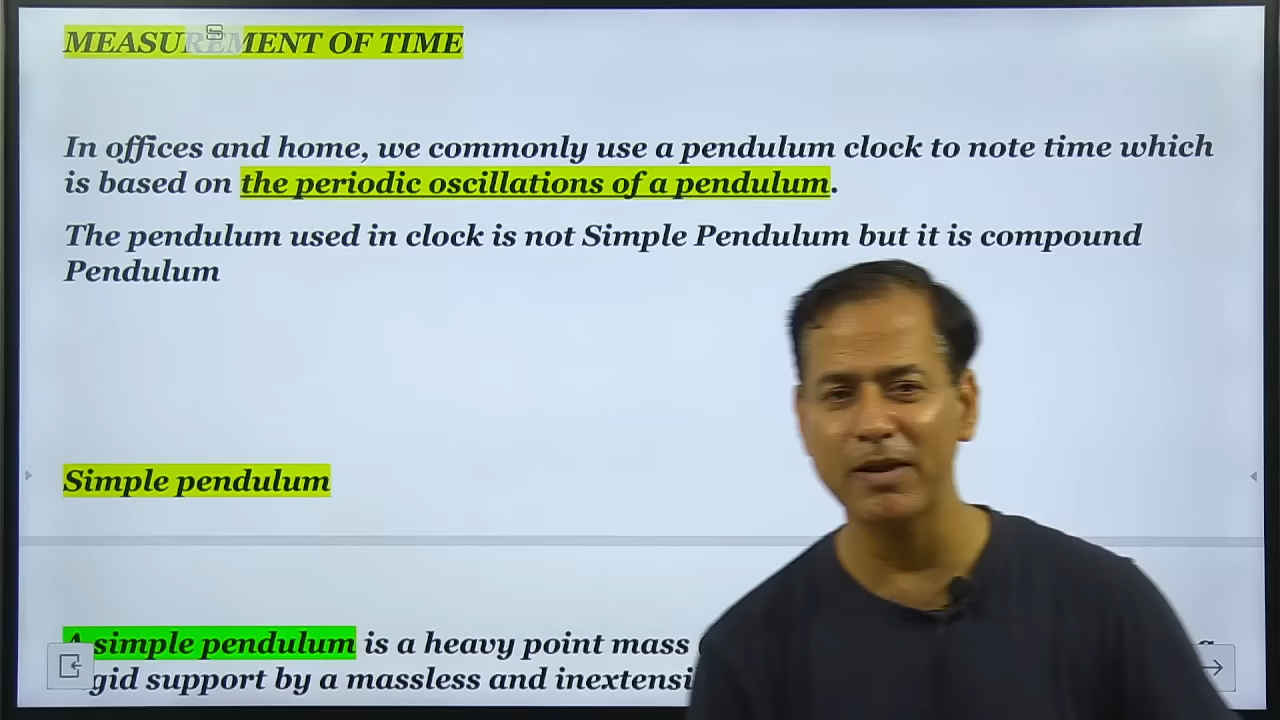 MEASUREMENT OF TIME
In offices and home, we commonly use a pendulum clock to note time which
is based on the periodic oscillations of a pendulum.
The pendulum used in clock is not Simple Pendulum but it is compound
Pendulum
Simple pendulum
A simple pendulum is a heavy point mass
support by a massless and